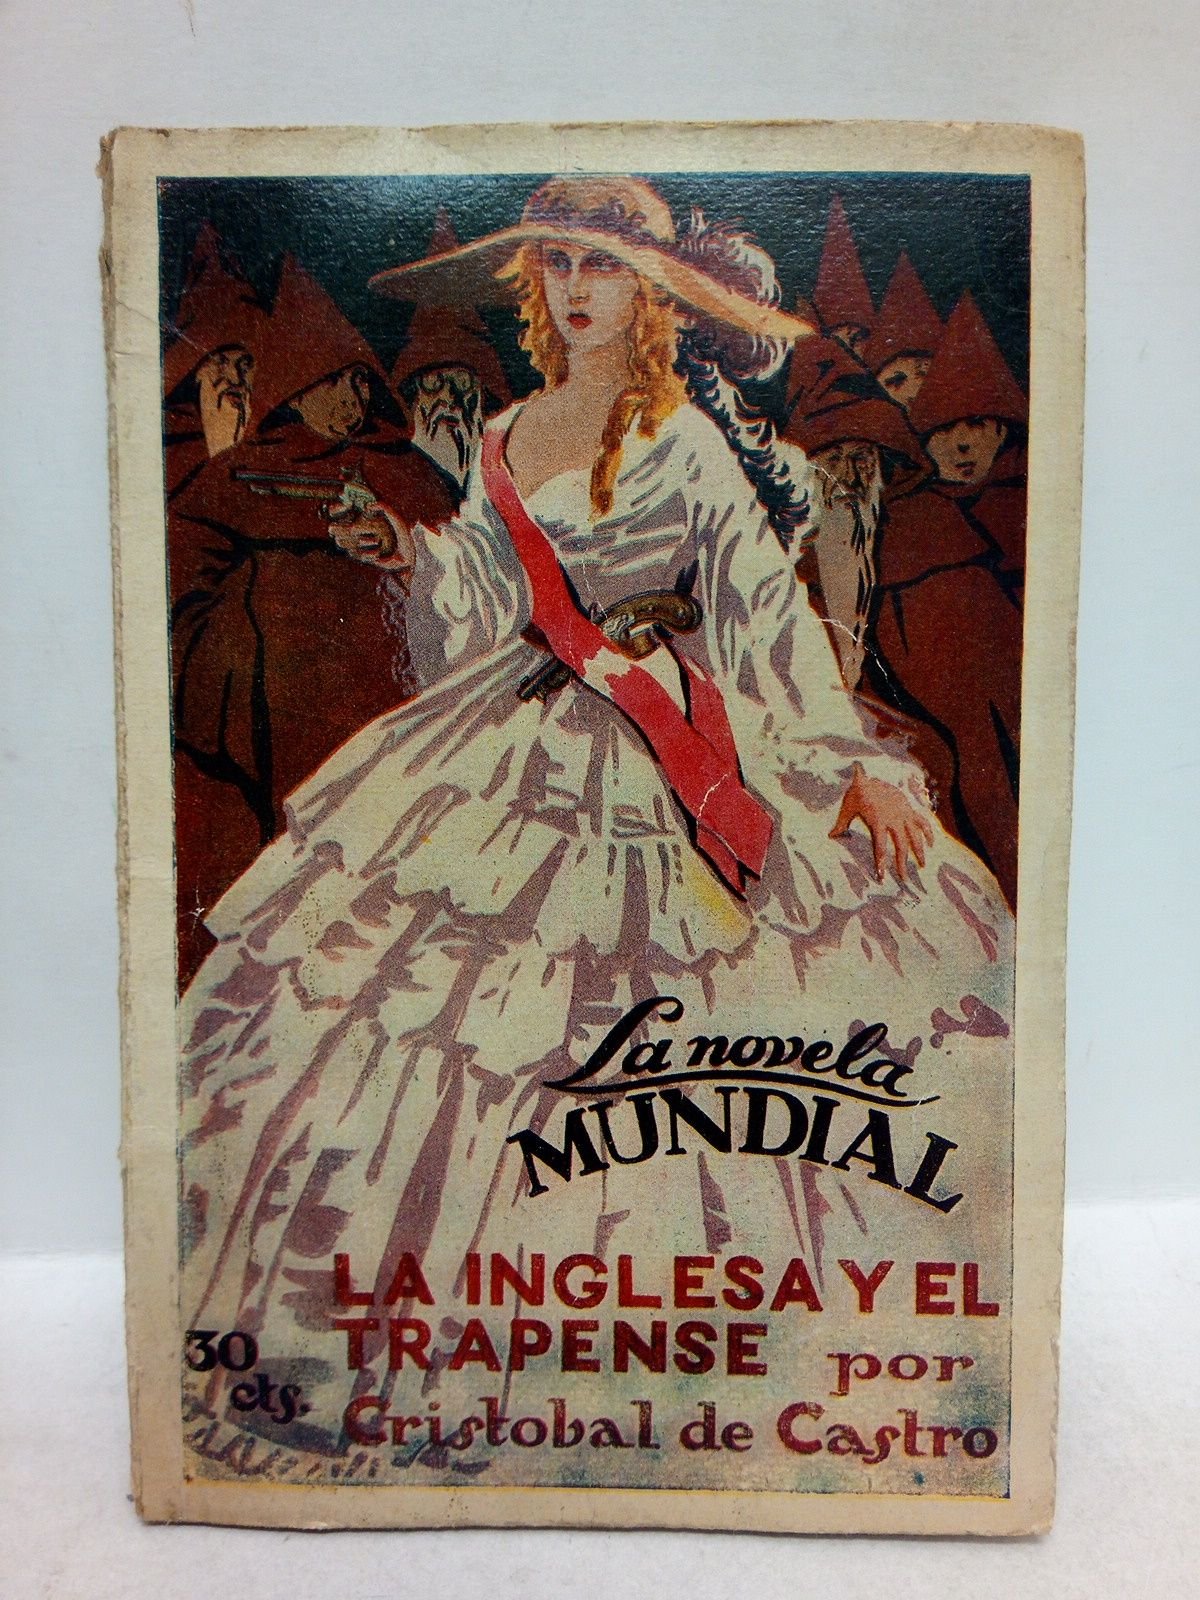 La novela
MUNDIAL
LA INGLESA Y EL
TRAPENSE por
Cristobal de Castro
30
cts.